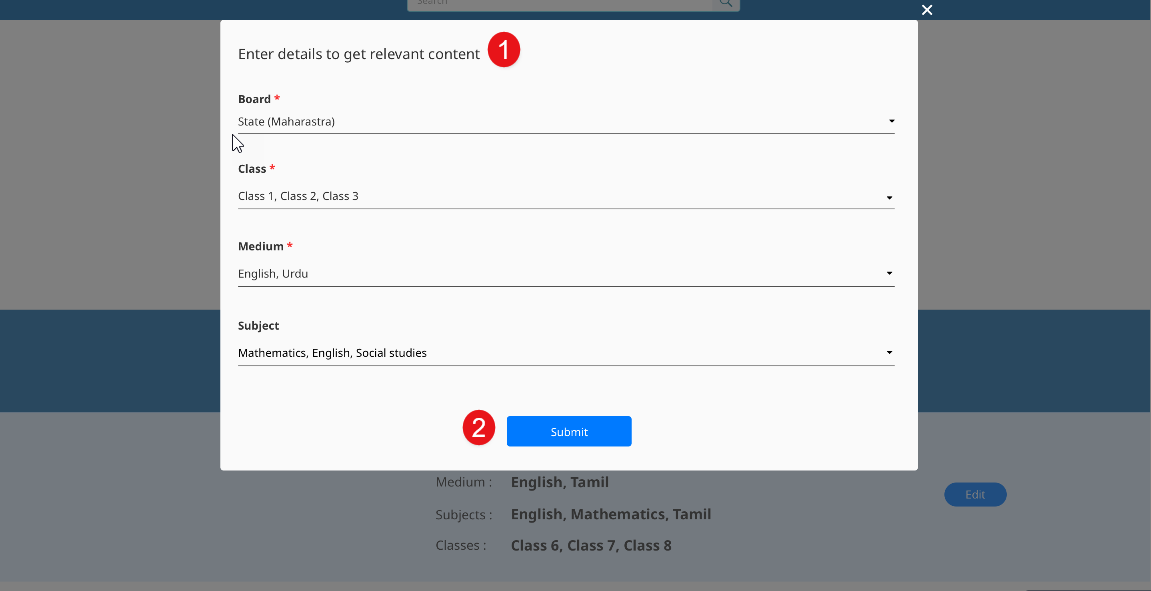 Search
Enter details to get relevant content 1
Board *
State (Maharastra)
Class *
Class 1, Class 2, Class 3
Medium *
English, Urdu
Subject
Mathematics, English, Social studies
2 Submit
Medium : English, Tamil
Edit
Subjects : English, Mathematics, Tamil
Classes : Class 6, Class 7, Class 8